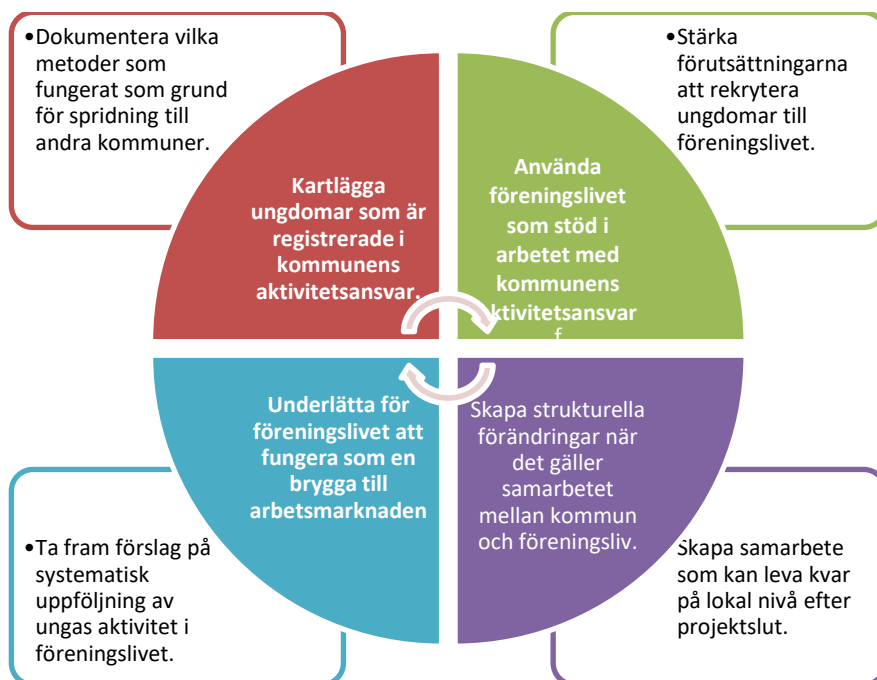 •Dokumentera vilka
metoder som
fungerat som grund
för spridning till
andra kommuner.
•Stärka
förutsättningarna
att rekrytera
ungdomar till
föreningslivet.
Kartlägga
ungdomar som är
registrerade i
kommunens
aktivitetsansvar.
Använda
föreningslivet
som stöd i
arbetet med
kommunens
ktivitetsansvar
f
Underlätta för
föreningslivet att
fungera som en
brygga till
arbetsmarknaden
Skapa strukturella
förändringar när
det gäller
samarbetet
mellan kommun
och föreningsliv.
•Ta fram förslag på
systematisk
uppföljning av
ungas aktivitet i
föreningslivet.
Skapa samarbete
som kan leva kvar
på lokal nivå efter
projektslut.